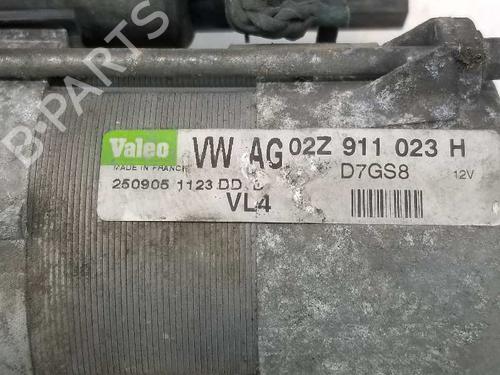 B-PARTS
Valeo VW AG 02Z 911 023 H
MADE IN FRANCE D7GS8 12V
250905 1123 DD
VL4